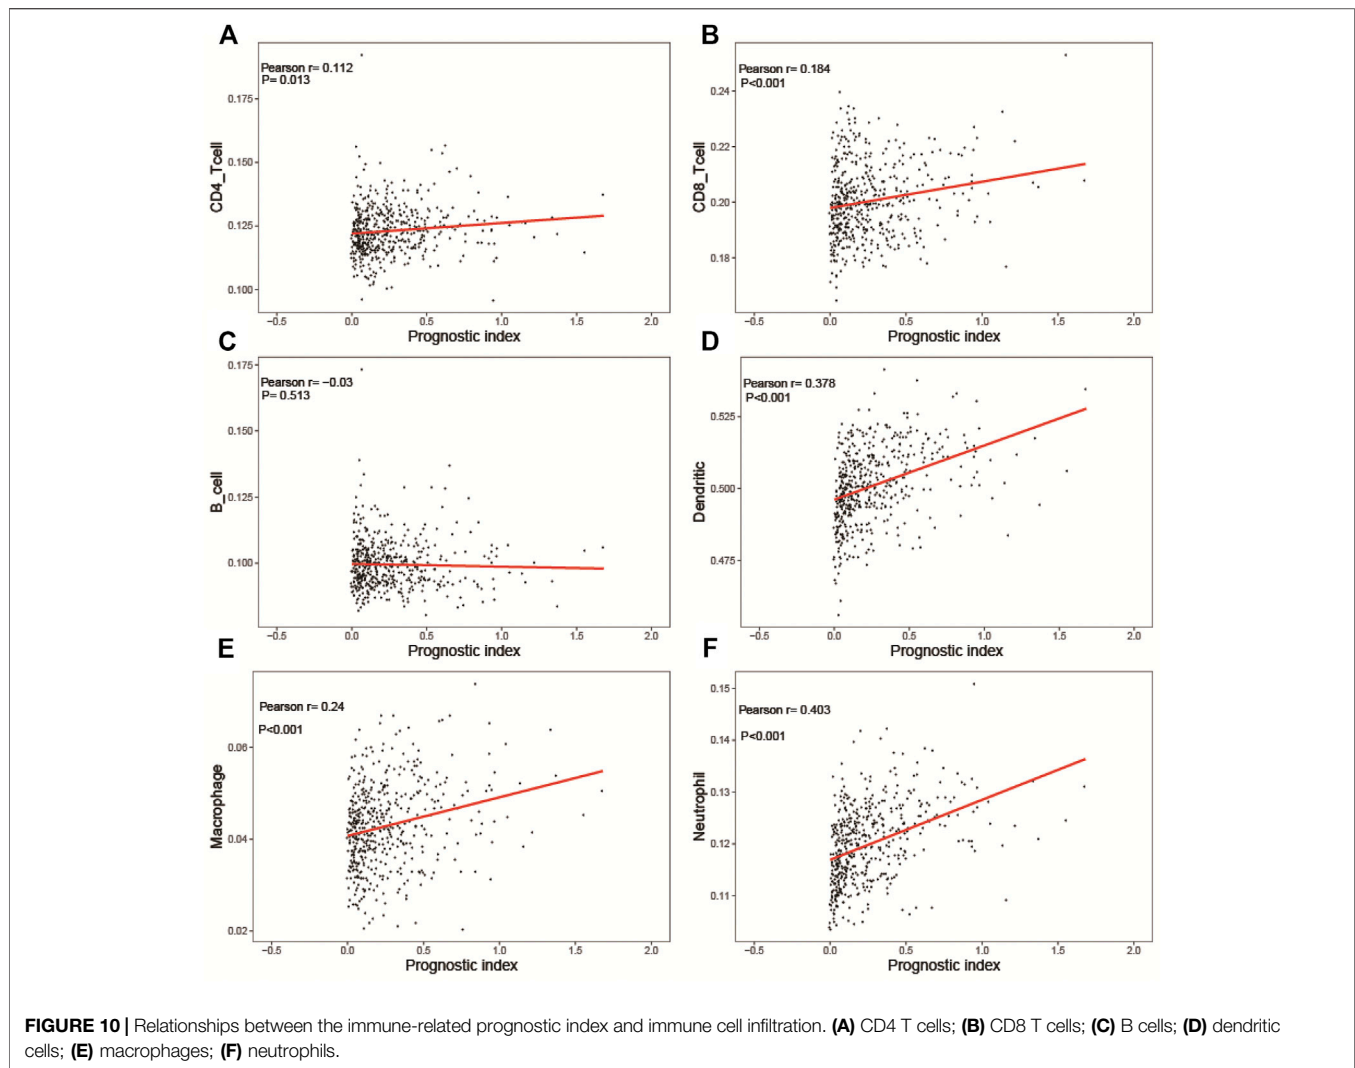 A
Pearson r= 0.112
P= 0.013
0.175
0.150
0.125
0.100
CD4_Tcell
−0.5 0.0 0.5 1.0 1.5 2.0
Prognostic index
B
Pearson r= 0.184
P<0.001
0.24
0.22
0.20
0.18
CD8_Tcell
−0.5 0.0 0.5 1.0 1.5 2.0
Prognostic index
C
Pearson r= −0.03
P= 0.513
0.175
0.150
0.125
0.100
B_cell
−0.5 0.0 0.5 1.0 1.5 2.0
Prognostic index
D
Pearson r= 0.378
P<0.001
0.525
0.500
0.475
Dendritic
−0.5 0.0 0.5 1.0 1.5 2.0
Prognostic index
E
Pearson r= 0.24
P<0.001
0.06
0.04
0.02
Macrophage
−0.5 0.0 0.5 1.0 1.5 2.0
Prognostic index
F
Pearson r= 0.403
P<0.001
0.15
0.14
0.13
0.12
0.11
Neutrophil
−0.5 0.0 0.5 1.0 1.5 2.0
Prognostic index
FIGURE 10 | Relationships between the immune-related prognostic index and immune cell infiltration. (A) CD4 T cells; (B) CD8 T cells; (C) B cells; (D) dendritic
cells; (E) macrophages; (F) neutrophils.